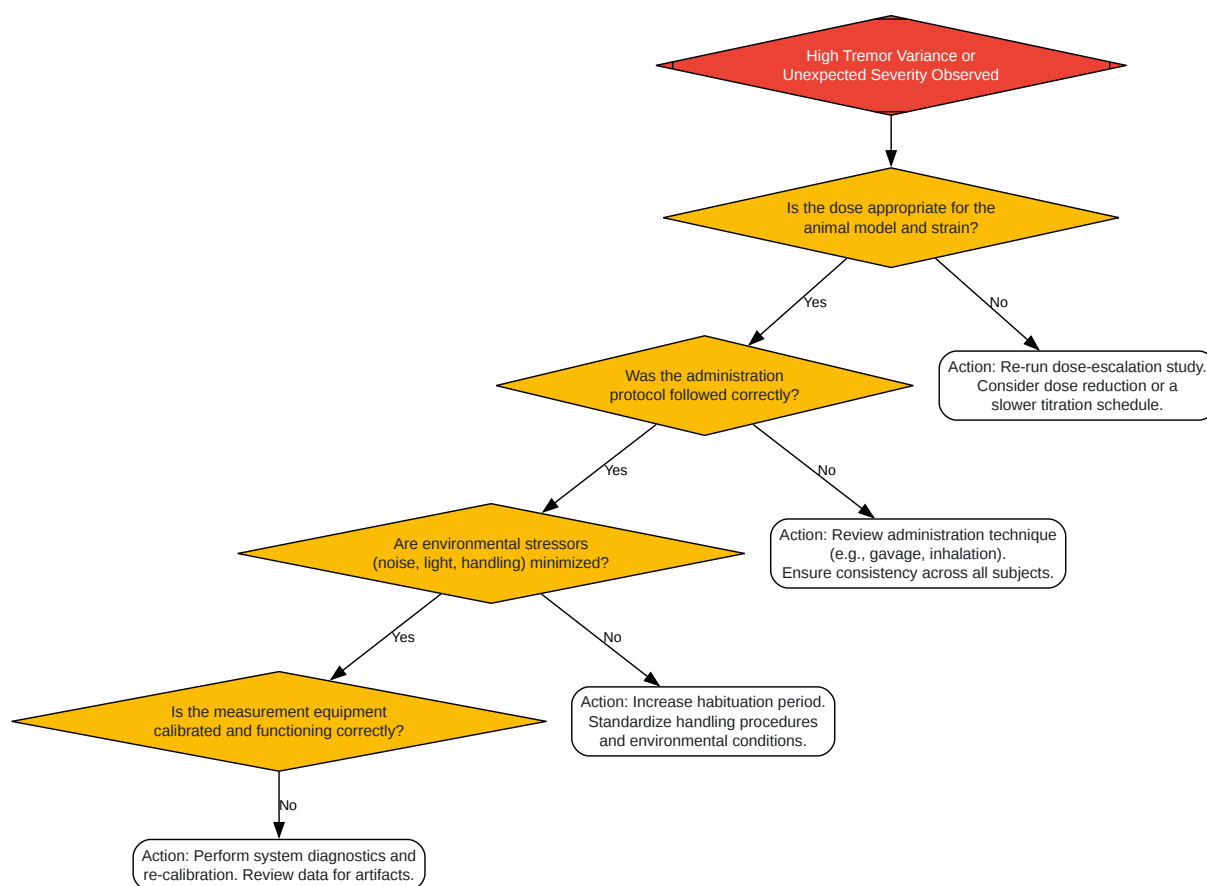 High Tremor Variance or
Unexpected Severity Observed
Is the dose appropriate for the
animal model and strain?
Yes
No
Was the administration
protocol followed correctly?
Action: Re-run dose-escalation study.
Consider dose reduction or a
slower titration schedule.
Yes
No
Are environmental stressors
(noise, light, handling) minimized?
Action: Review administration technique
(e.g., gavage, inhalation).
Ensure consistency across all subjects.
Yes
No
Is the measurement equipment
calibrated and functioning correctly?
Action: Increase habituation period.
Standardize handling procedures
and environmental conditions.
No
Action: Perform system diagnostics and
re-calibration. Review data for artifacts.